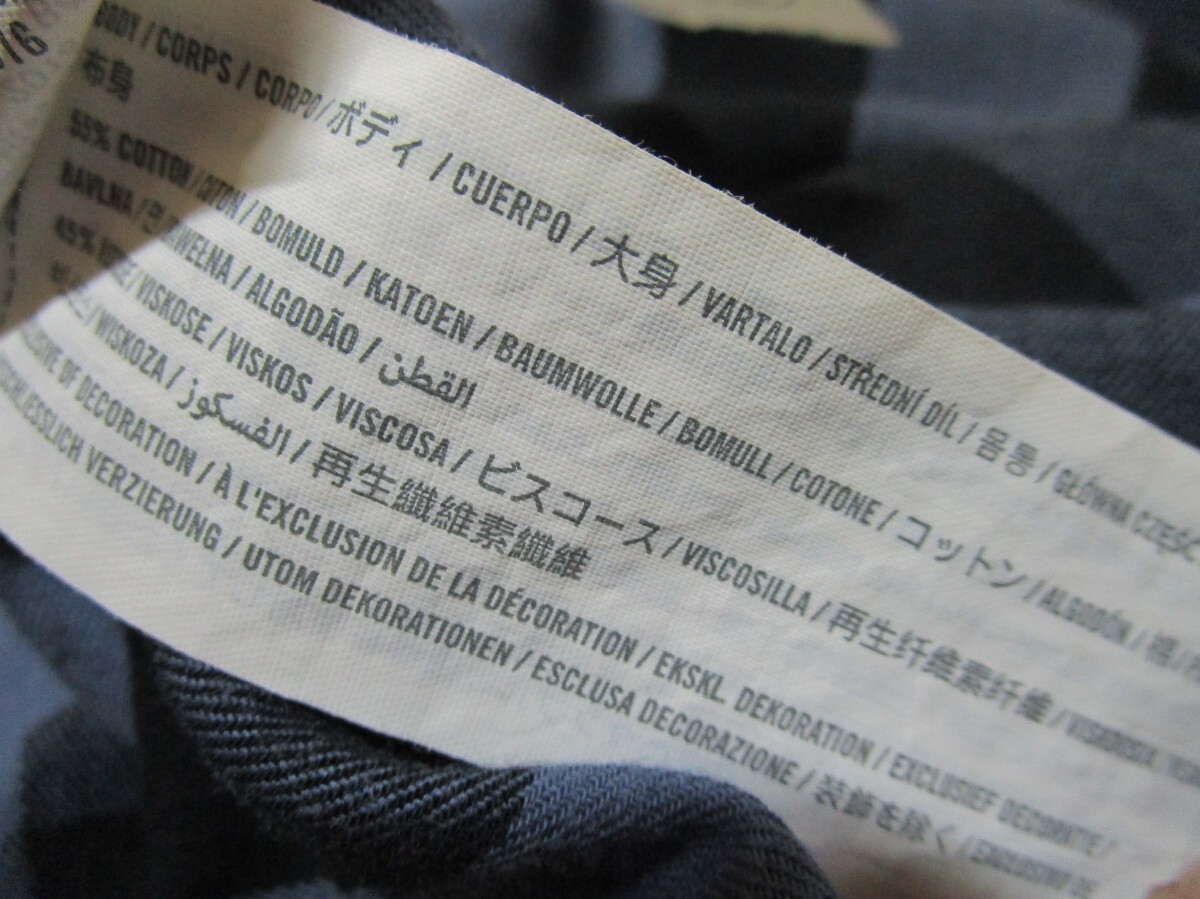 BODY / CORPS / CORPO / ボディ / CUERPO / 大身 / VARTALO / STŘEDNÍ DÍL / 몸통 / GŁÓWNA CZĘŚĆ
布身
55% COTTON / COTON / BOMULD / KATOEN / BAUMWOLLE / BOMULL / COTONE / コットン / ALGODÓN / 棉
BAVLNA / BAWEŁNA / ALGODÃO / القطن
45% / VISKOSE / VISKOS / VISCOSA / ビスコース / VISCOSILLA / 再生纤维素纤维
/ WISKOZA / الفسكوز / 再生纖維素纖維
OF DECORATION / À L'EXCLUSION DE LA DÉCORATION / EKSKL. DEKORATION / EXCLUSIEF DECORATIE /
VERZIERUNG / UTOM DEKORATIONEN / ESCLUSA DECORAZIONE / 装飾を除く /